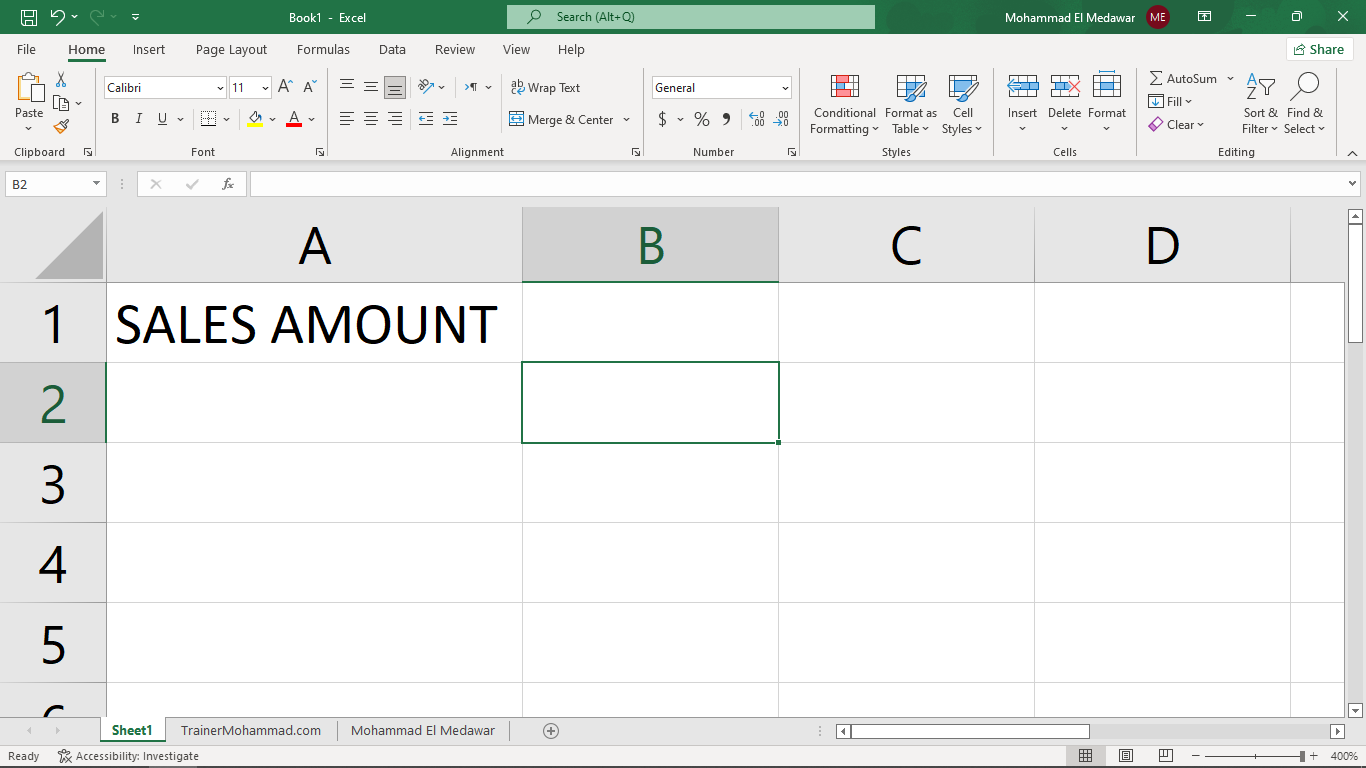 Book1 - Excel
Search (Alt+Q)
Mohammad El Medawar ME
File Home Insert Page Layout Formulas Data Review View Help
Share
Paste
Clipboard
Calibri 11
B I U A
Font
Wrap Text
Merge & Center
Alignment
General
$ % 9
Number
Conditional Formatting
Format as Table
Cell Styles
Styles
Insert Delete Format
Cells
AutoSum
Fill
Clear
Sort & Filter
Find & Select
Editing
B2 fx
A B C D
1 SALES AMOUNT
2
3
4
5
6
Sheet1 TrainerMohammad.com Mohammad El Medawar
Ready Accessibility: Investigate 400%